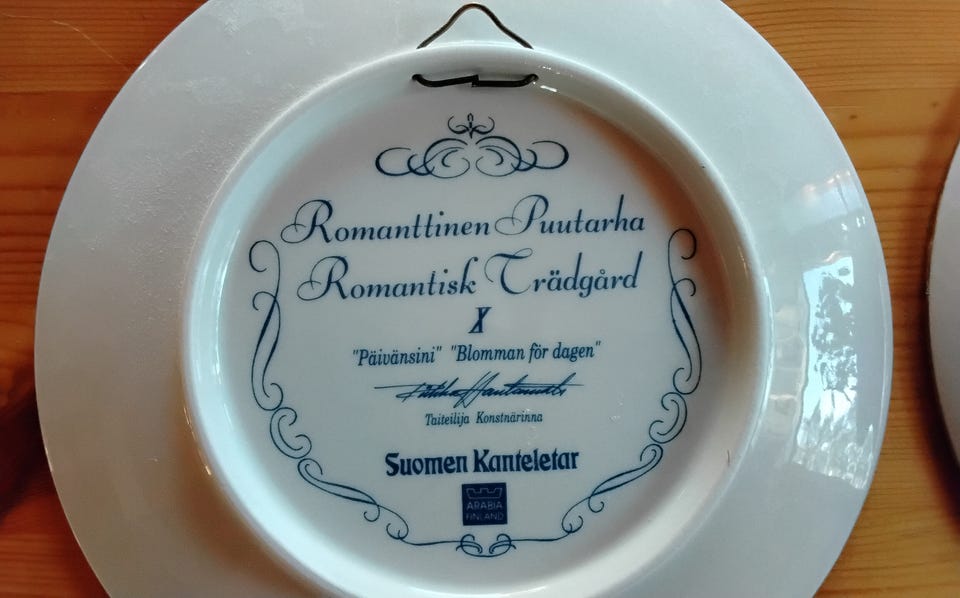 Romanttinen Puutarha
Romantisk Trädgård
X
"Päivänsini" "Blomman för dagen"
Taiteilija Konstnärinna
Suomen Kanteletar
ARABIA
FINLAND